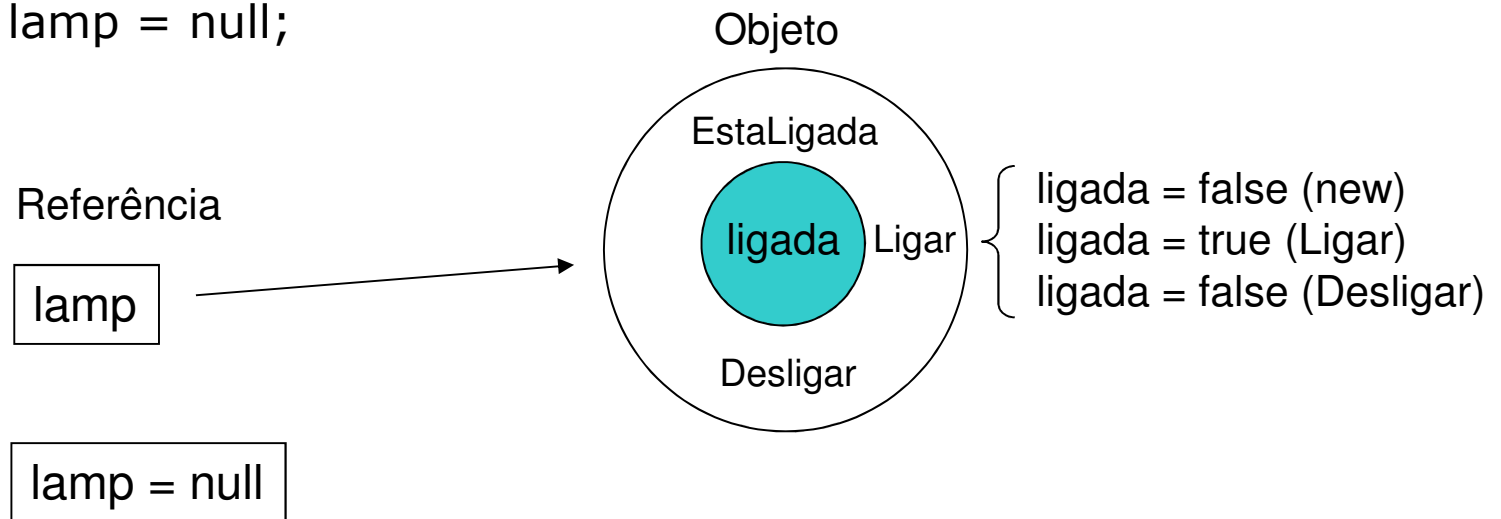 lamp = null;
Objeto
EstaLigada
Referência
ligada
Ligar
ligada = false (new)
ligada = true (Ligar)
ligada = false (Desligar)
lamp
Desligar
lamp = null